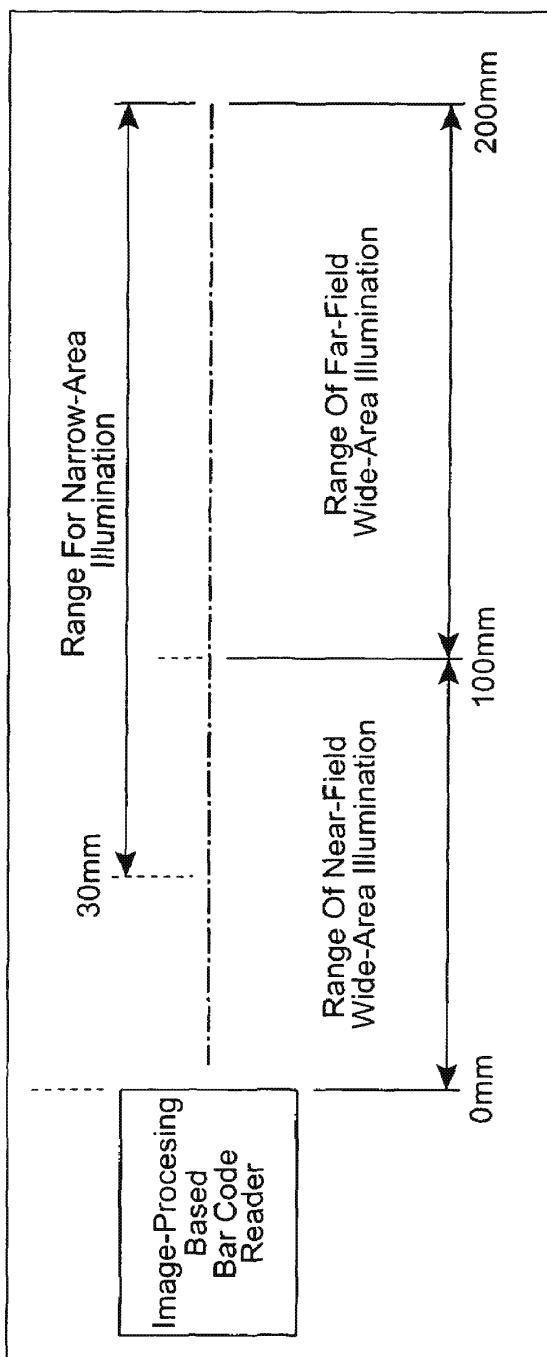 Image-Procesing
Based
Bar Code
Reader
30mm
Range For Narrow-Area
Illumination
Range Of Near-Field
Wide-Area Illumination
Range Of Far-Field
Wide-Area Illumination
0mm
100mm
200mm